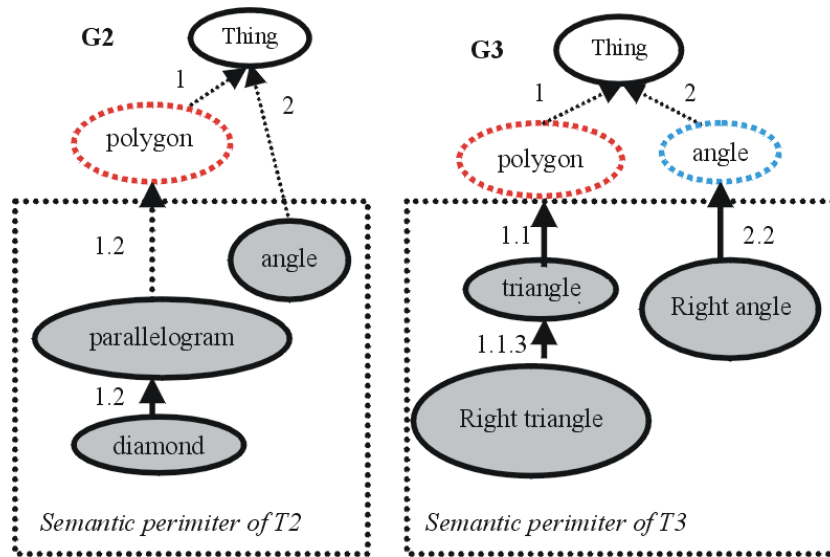 G2
Thing
1
2
polygon
1.2
angle
parallelogram
1.2
diamond
Semantic perimiter of T2
G3
Thing
1
2
polygon
angle
1.1
2.2
triangle
Right angle
1.1.3
Right triangle
Semantic perimiter of T3